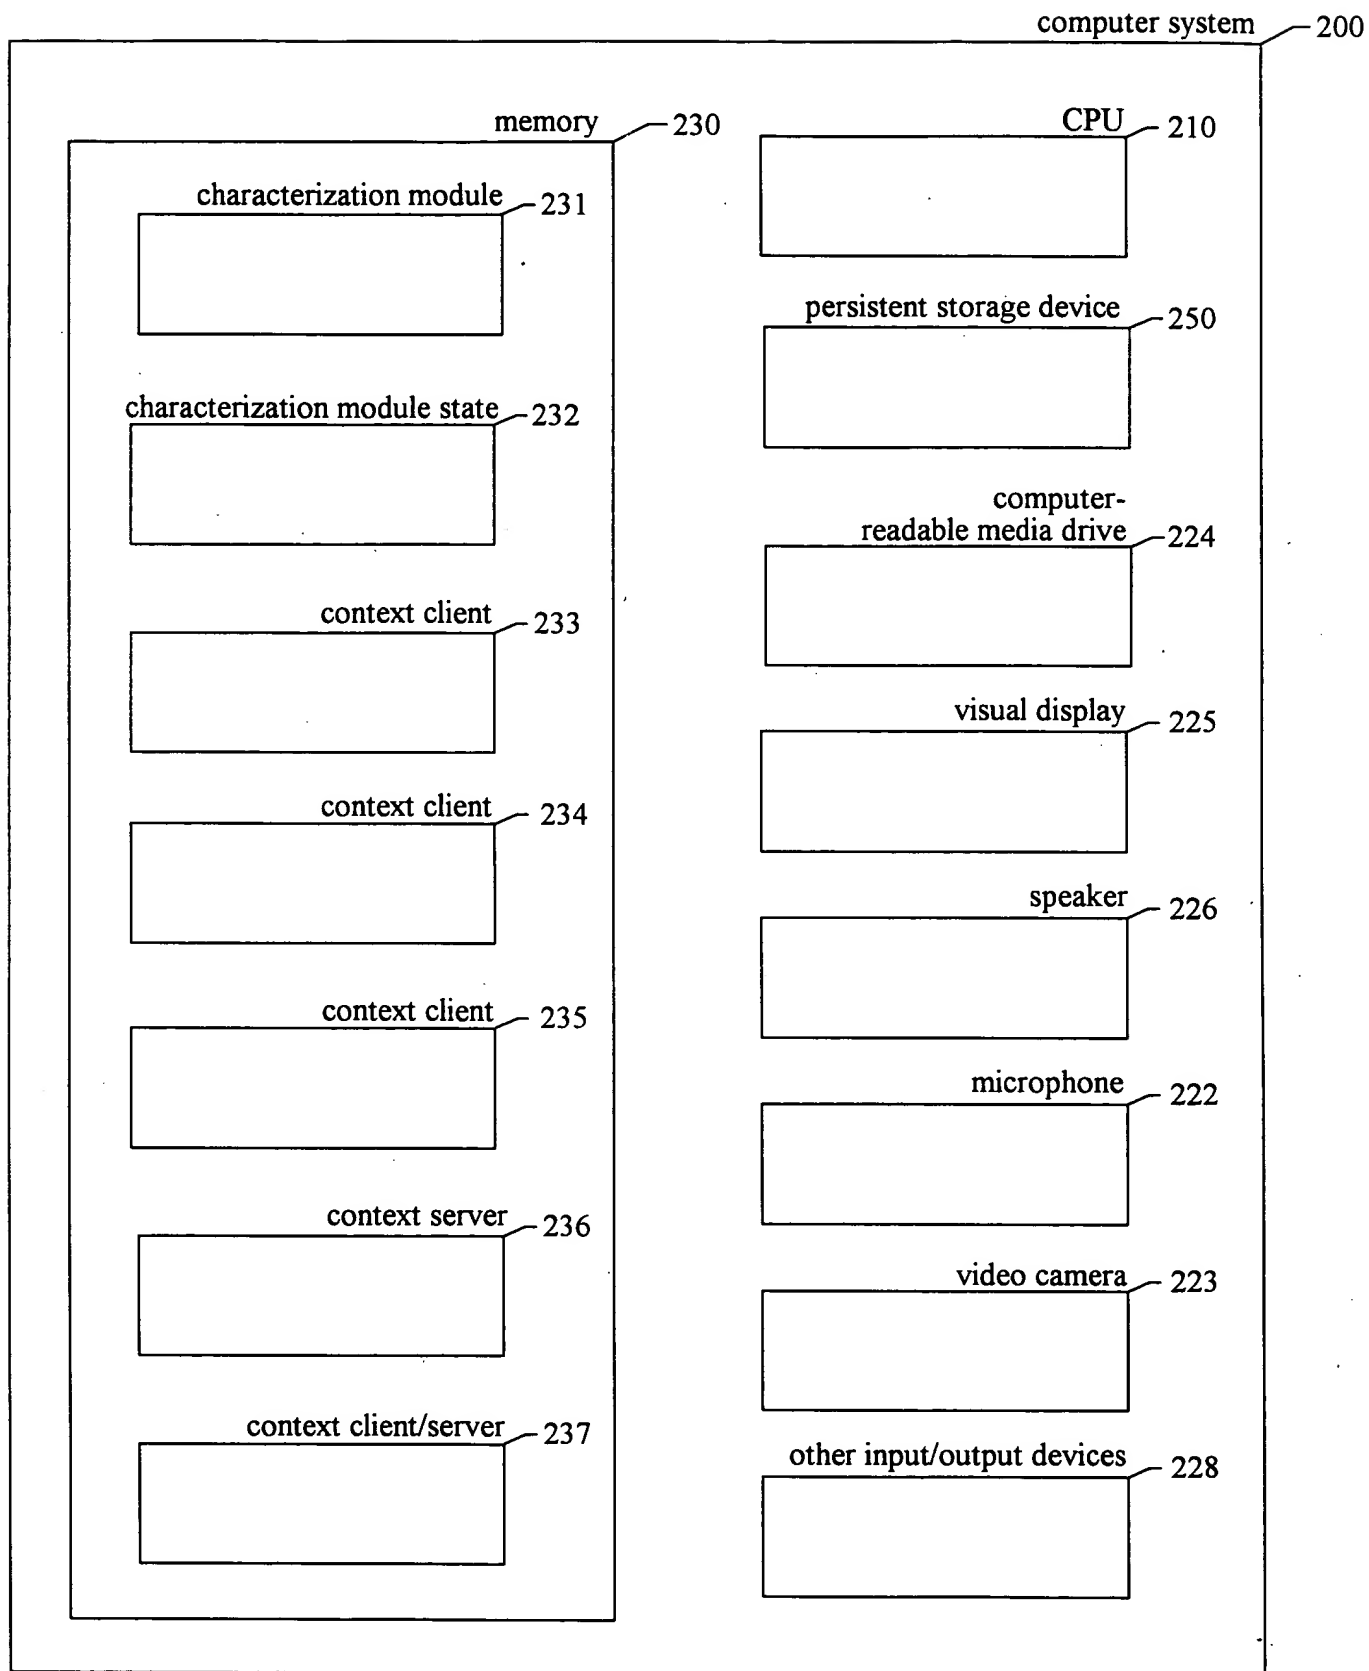 computer system 200
memory 230
characterization module 231
characterization module state 232
context client 233
context client 234
context client 235
context server 236
context client/server 237
CPU 210
persistent storage device 250
computer-
readable media drive 224
visual display 225
speaker 226
microphone 222
video camera 223
other input/output devices 228